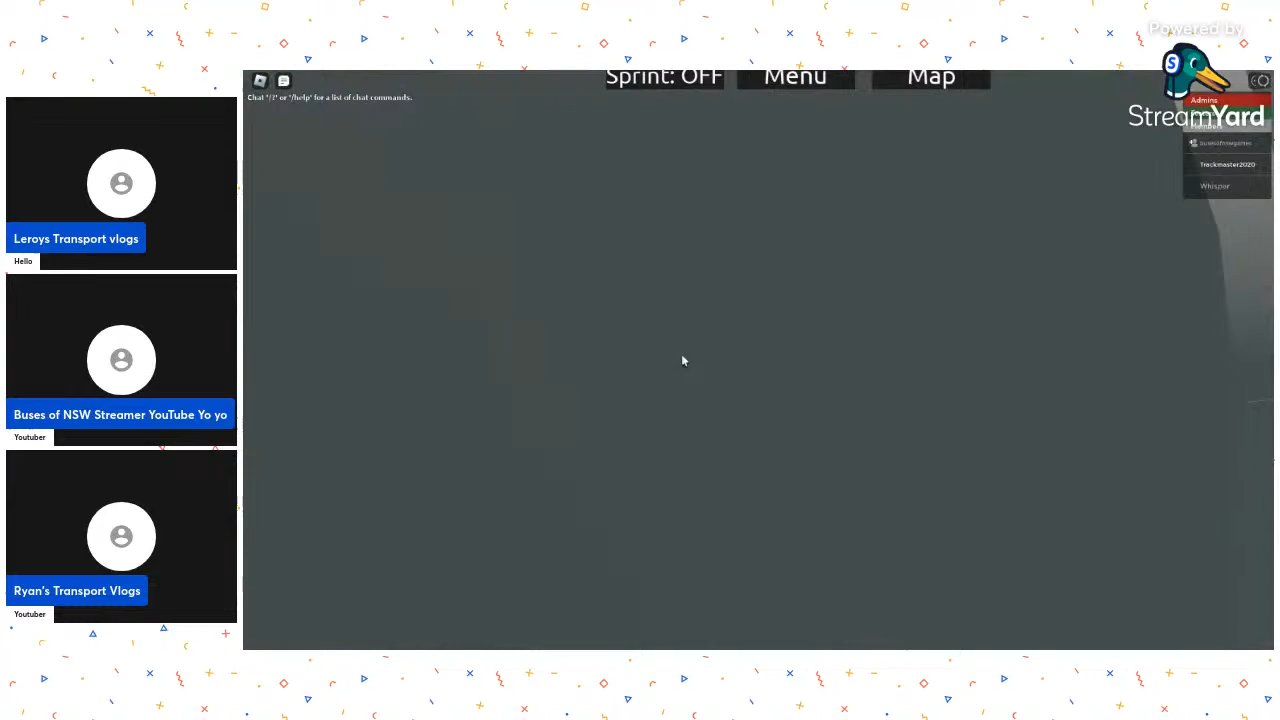 Powered by
StreamYard
Sprint: OFF
Menu
Map
Chat '/?' or '/help' for a list of chat commands.
Admins
Members
Trackmaster2020
Whisper
Leroys Transport vlogs
Hello
Buses of NSW Streamer YouTube Yo yo
Youtuber
Ryan's Transport Vlogs
Youtuber